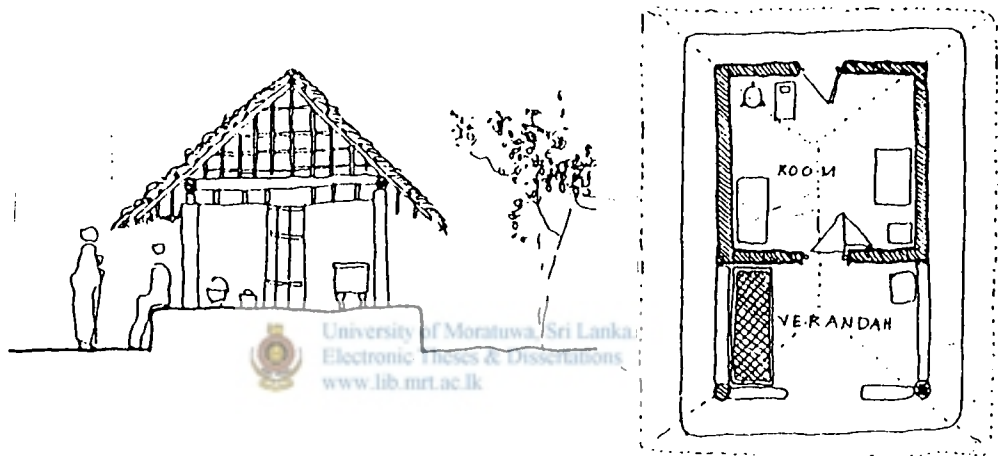 ROOM
VERANDAH
University of Moratuwa, Sri Lanka.
Electronic Theses & Dissertations
www.lib.mrt.ac.lk